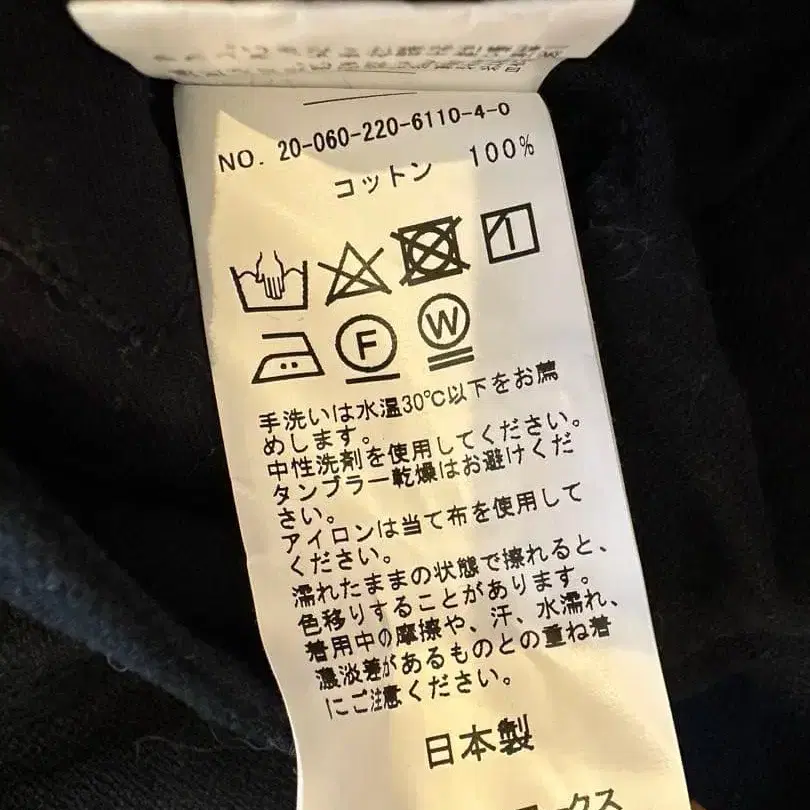 NO. 20-060-220-6110-4-0
コットン 100%
F W
手洗いは水温30℃以下をお薦
めします。
中性洗剤を使用してください。
タンブラー乾燥はお避けくだ
さい。
アイロンは当て布を使用して
ください。
濡れたままの状態で擦れると、
色移りすることがあります。
着用中の摩擦や、汗、水濡れ、
濃淡差があるものとの重ね着
にご注意ください。
日本製